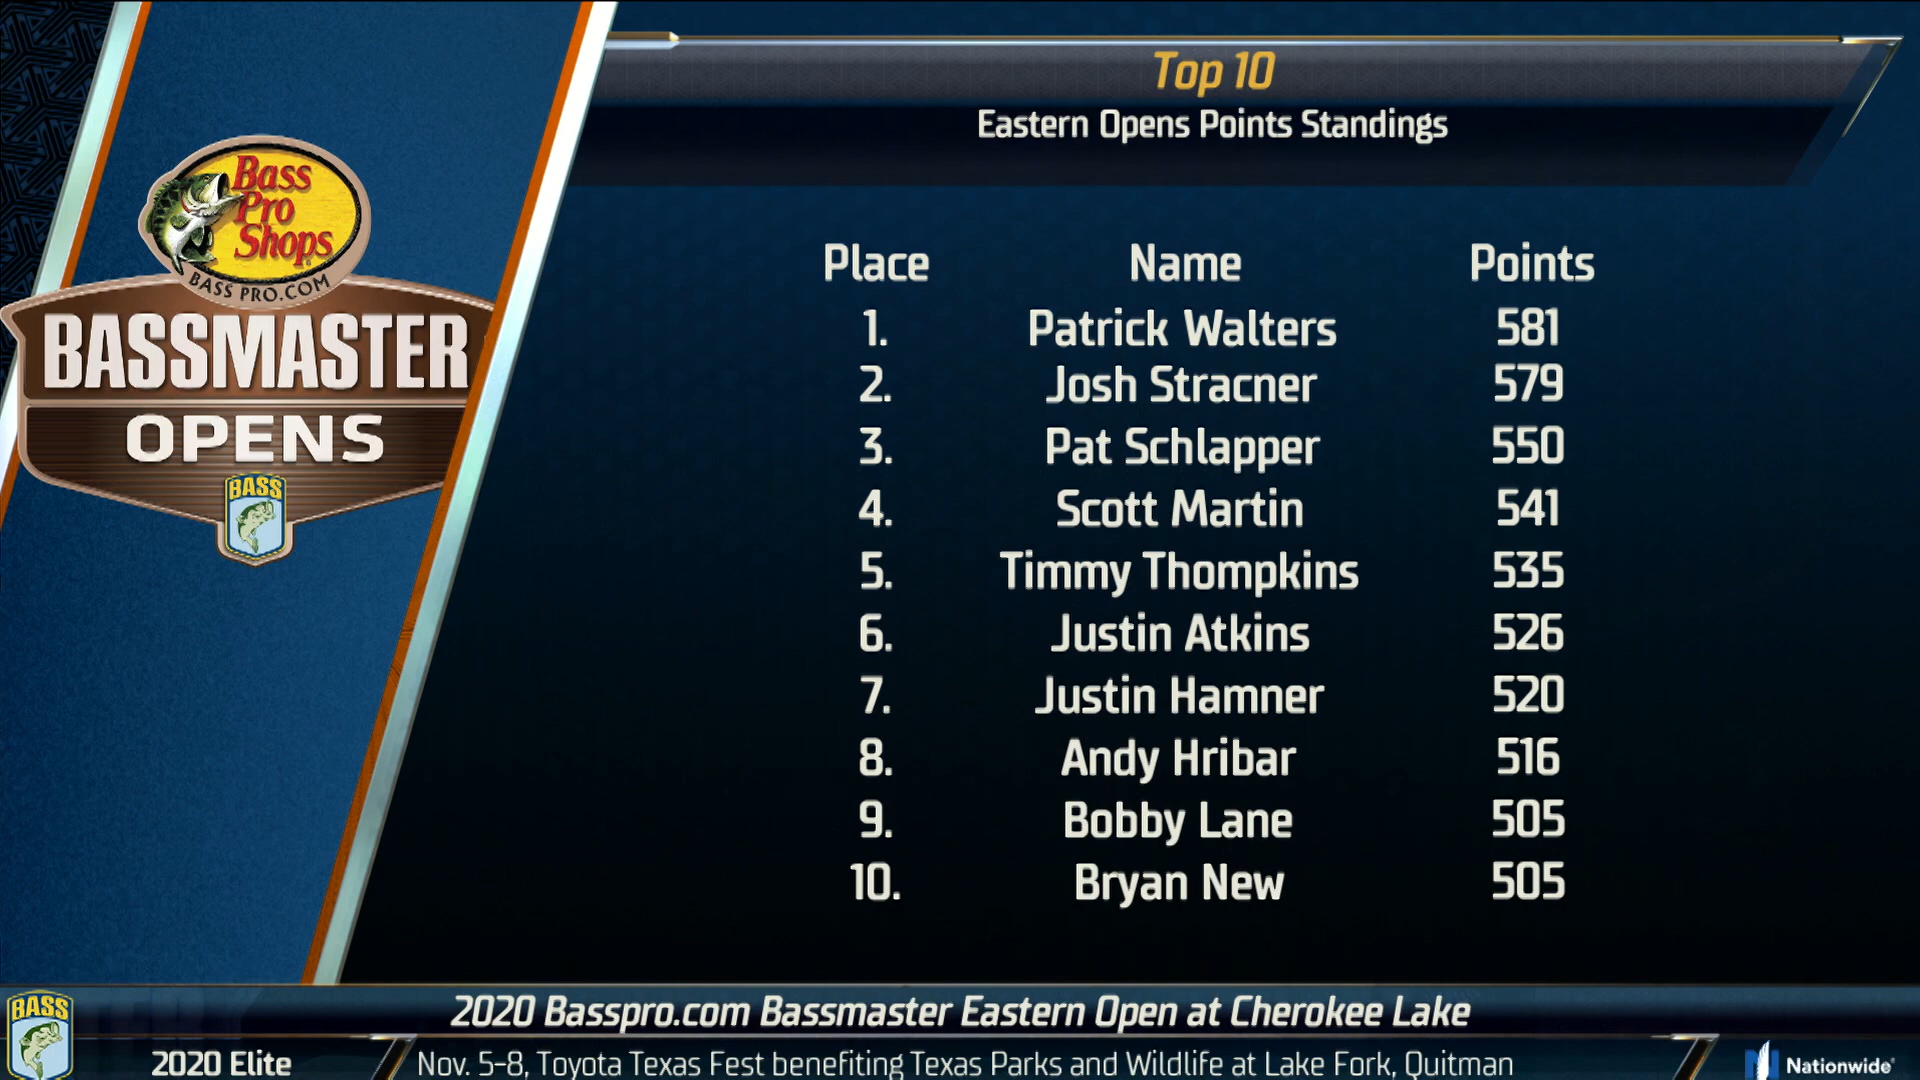 Top 10
Eastern Opens Points Standings
Bass
Pro
Shops
BASS PRO.COM
BASSMASTER
OPENS
BASS
Place Name Points
1. Patrick Walters 581
2. Josh Stracner 579
3. Pat Schlapper 550
4. Scott Martin 541
5. Timmy Thompkins 535
6. Justin Atkins 526
7. Justin Hamner 520
8. Andy Hribar 516
9. Bobby Lane 505
10. Bryan New 505
BASS
2020 Basspro.com Bassmaster Eastern Open at Cherokee Lake
2020 Elite Nov. 5-8, Toyota Texas Fest benefiting Texas Parks and Wildlife at Lake Fork, Quitman
N Nationwide®